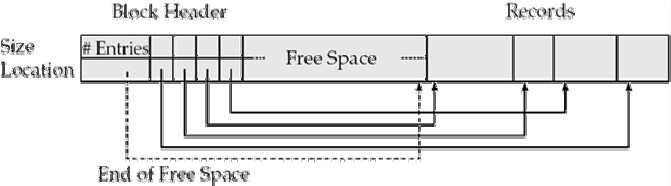 Block Header
Records
Size
# Entries
Free Space
Location
End of Free Space